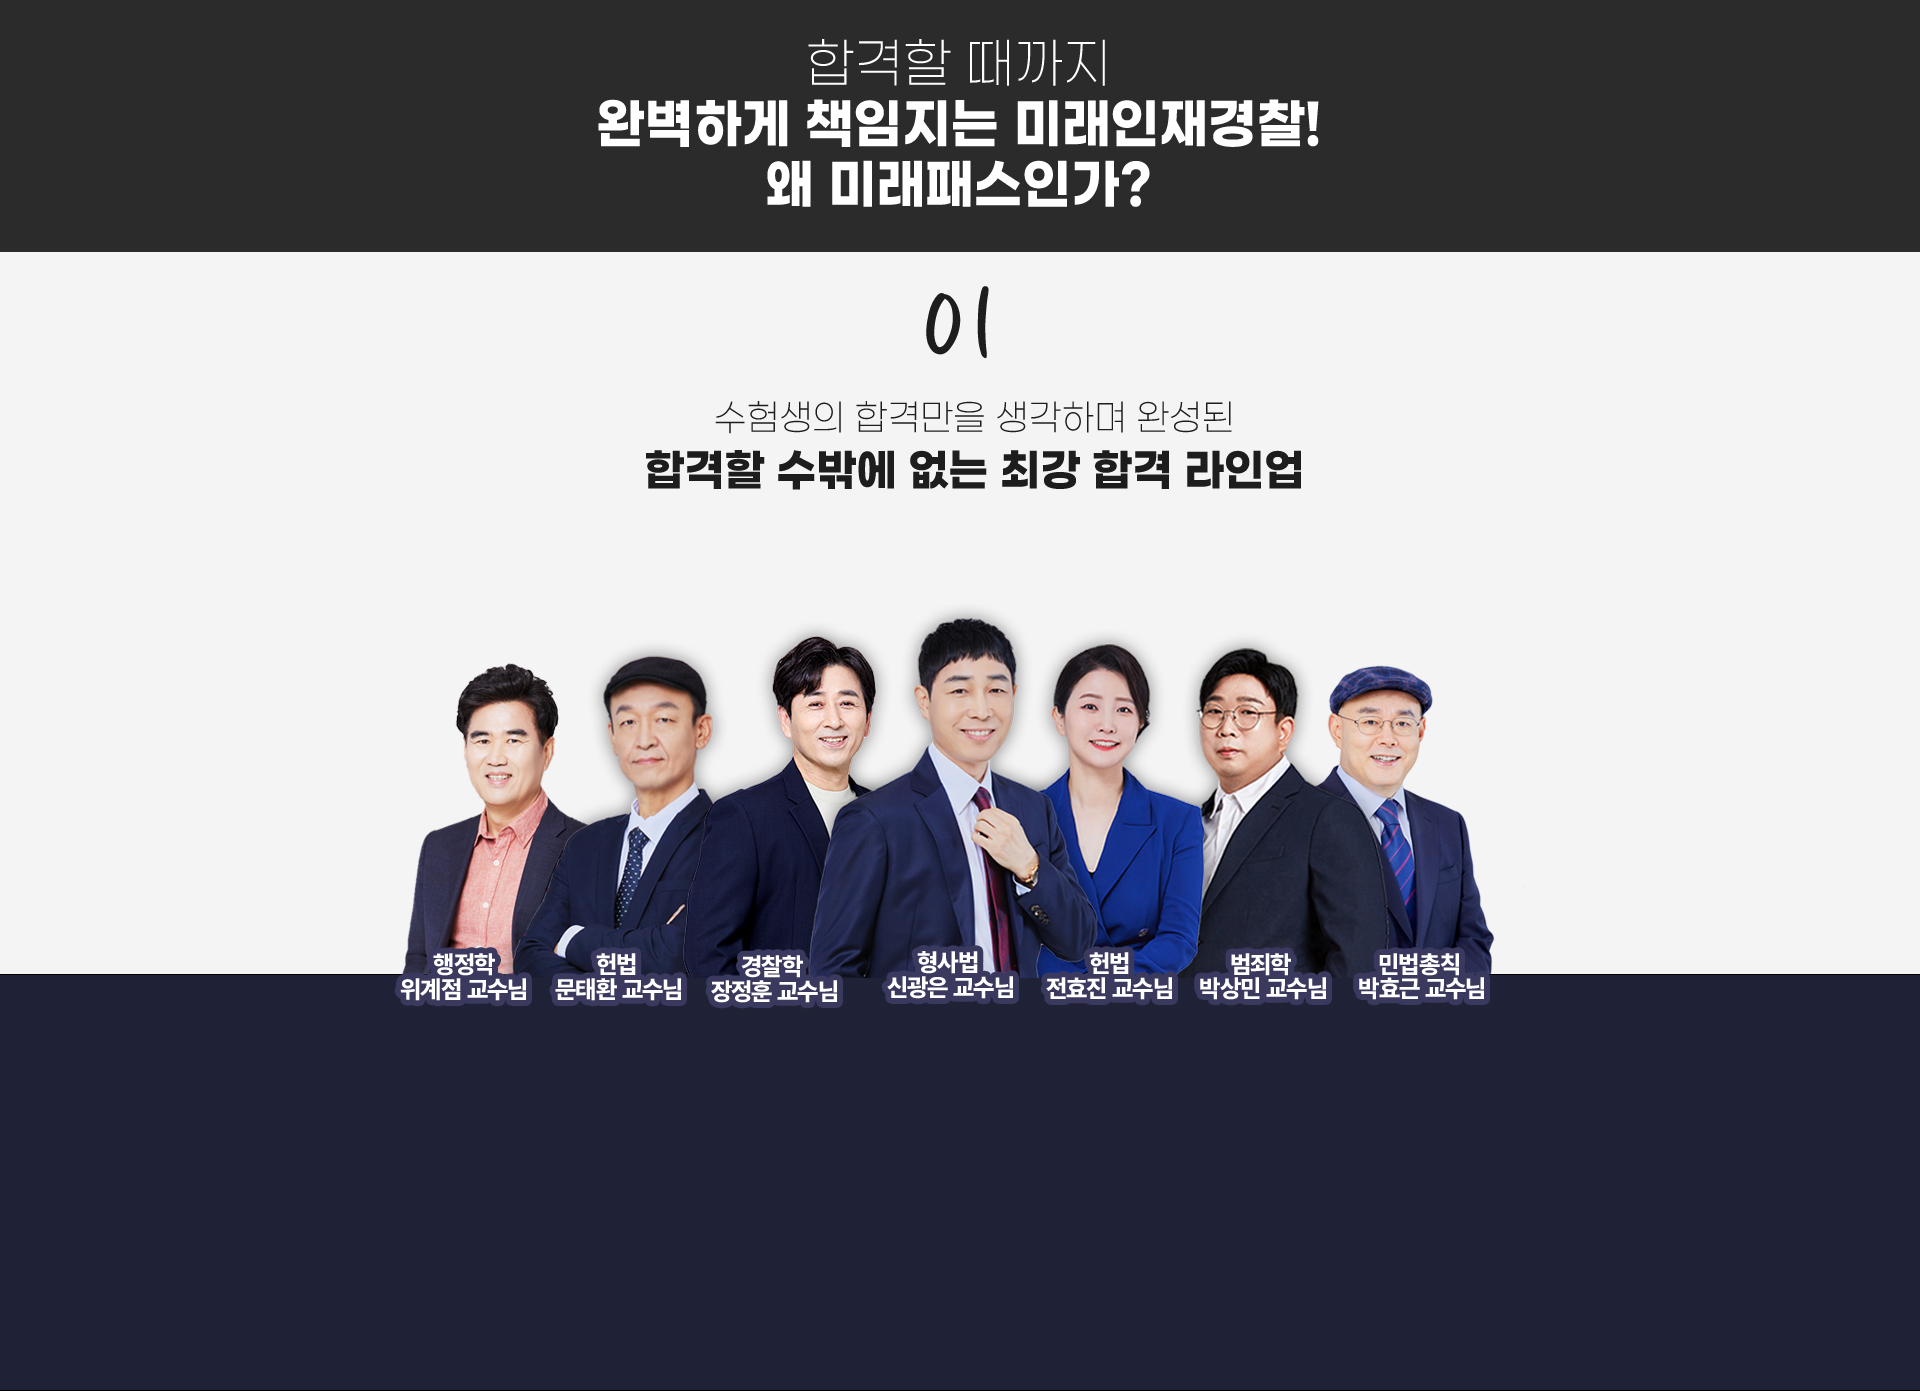 합격할 때까지
완벽하게 책임지는 미래인재경찰!
왜 미래패스인가?
01
수험생의 합격만을 생각하며 완성된
합격할 수밖에 없는 최강 합격 라인업
행정학
위계점 교수님
헌법
문태환 교수님
경찰학
장정훈 교수님
형사법
신광은 교수님
헌법
전효진 교수님
범죄학
박상민 교수님
민법총칙
박효근 교수님